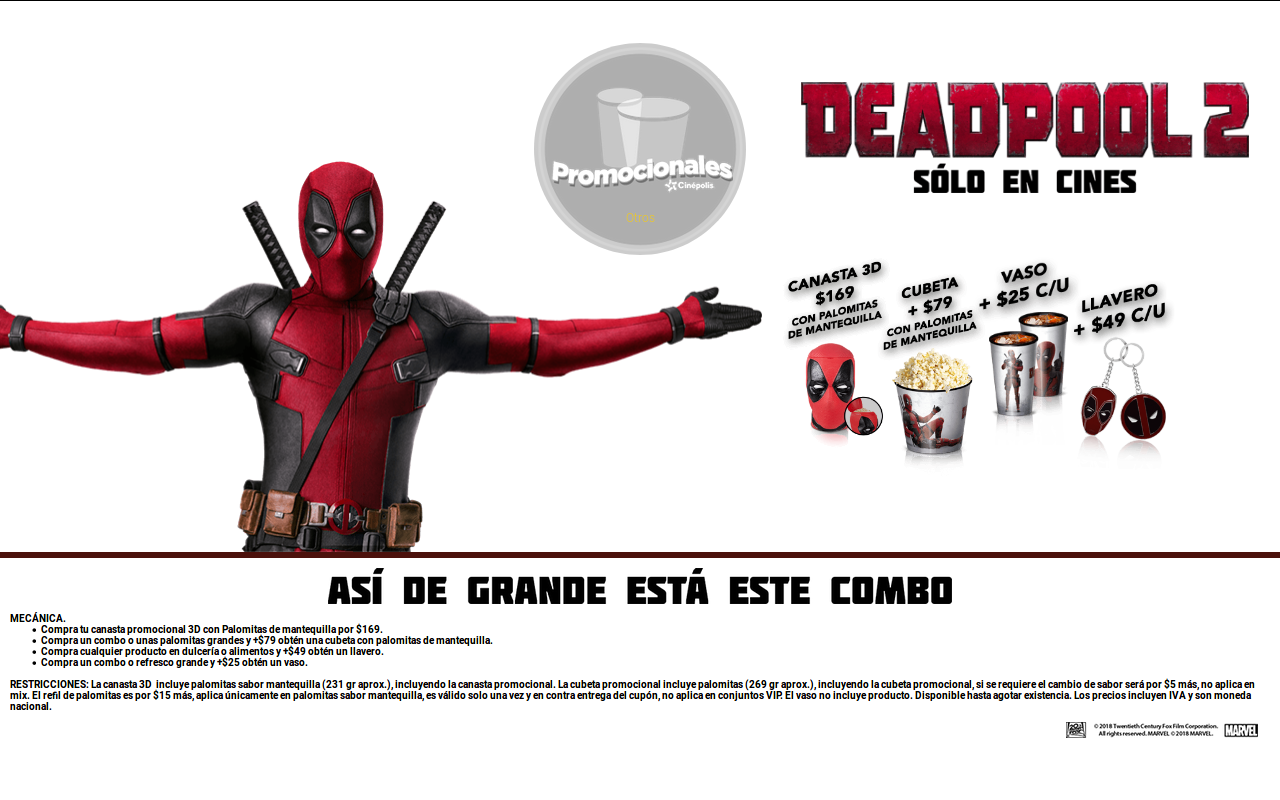 Promocionales
Cinépolis
Otros
DEADPOOL 2
SÓLO EN CINES
CANASTA 3D
$169
CON PALOMITAS
DE MANTEQUILLA
CUBETA
+ $79
CON PALOMITAS
DE MANTEQUILLA
VASO
+ $25 C/U
LLAVERO
+ $49 C/U
ASÍ DE GRANDE ESTÁ ESTE COMBO
MECÁNICA.
• Compra tu canasta promocional 3D con Palomitas de mantequilla por $169.
• Compra un combo o unas palomitas grandes y +$79 obtén una cubeta con palomitas de mantequilla.
• Compra cualquier producto en dulcería o alimentos y +$49 obtén un llavero.
• Compra un combo o refresco grande y +$25 obtén un vaso.
RESTRICCIONES: La canasta 3D incluye palomitas sabor mantequilla (231 gr aprox.), incluyendo la canasta promocional. La cubeta promocional incluye palomitas (269 gr aprox.), incluyendo la cubeta promocional, si se requiere el cambio de sabor será por $5 más, no aplica en
mix. El refil de palomitas es por $15 más, aplica únicamente en palomitas sabor mantequilla, es válido solo una vez y en contra entrega del cupón, no aplica en conjuntos VIP. El vaso no incluye producto. Disponible hasta agotar existencia. Los precios incluyen IVA y son moneda
nacional.
© 2018 Twentieth Century Fox Film Corporation.
All rights reserved. MARVEL © 2018 MARVEL.
MARVEL